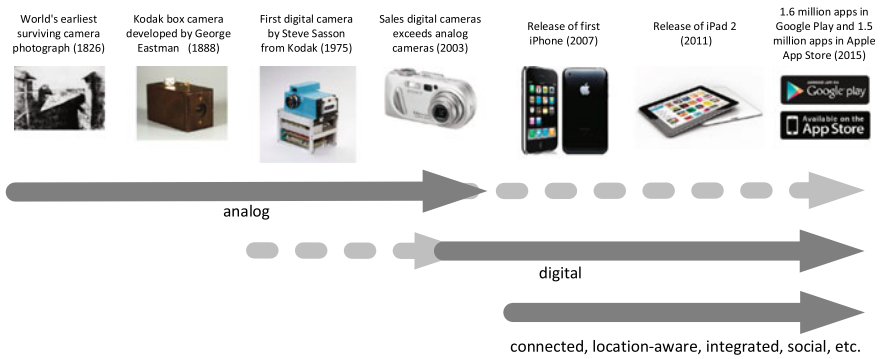 World's earliest
surviving camera
photograph (1826)
Kodak box camera
developed by George
Eastman (1888)
First digital camera
by Steve Sasson
from Kodak (1975)
Sales digital cameras
exceeds analog
cameras (2003)
Release of first
iPhone (2007)
Release of iPad 2
(2011)
1.6 million apps in
Google Play and 1.5
million apps in Apple
App Store (2015)
ANDROID APP ON
Google play
Available on the
App Store
analog
digital
connected, location-aware, integrated, social, etc.